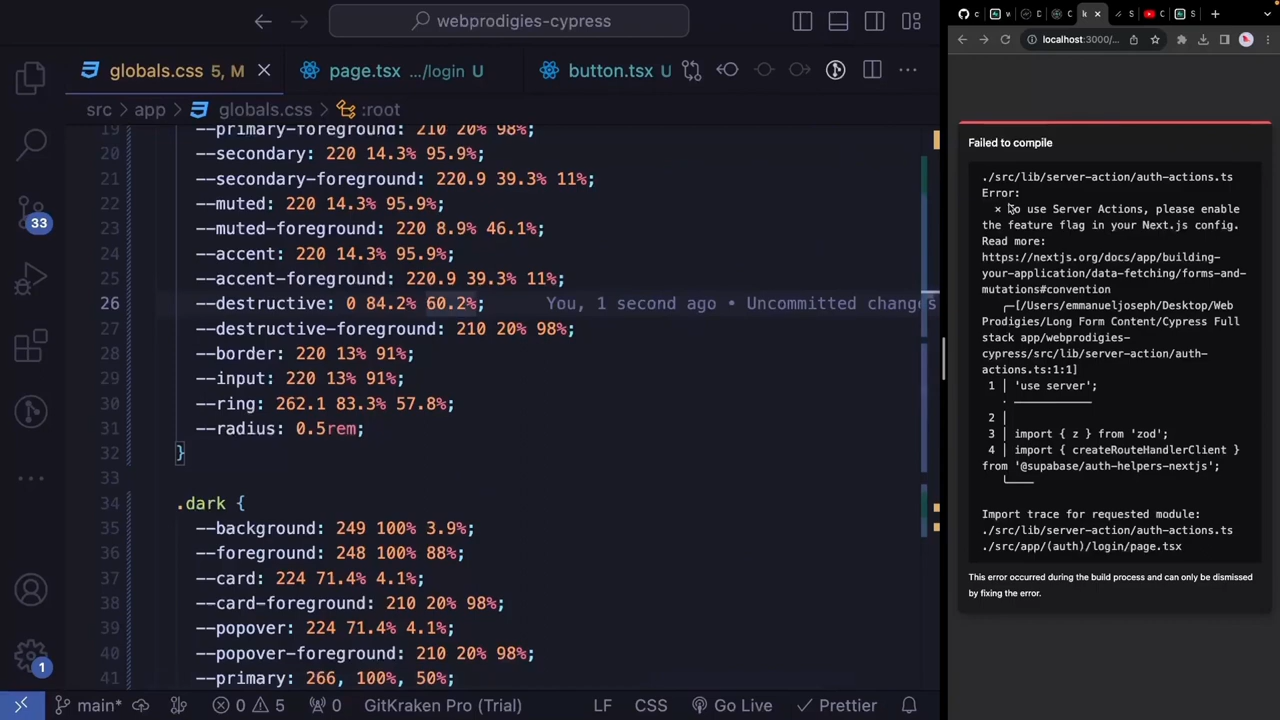 webprodigies-cypress
localhost:3000/...
globals.css 5, M
page.tsx .../login U
button.tsx U
src > app > globals.css > :root
19 --primary-foreground: 210 20% 98%;
20 --secondary: 220 14.3% 95.9%;
21 --secondary-foreground: 220.9 39.3% 11%;
22 --muted: 220 14.3% 95.9%;
23 --muted-foreground: 220 8.9% 46.1%;
24 --accent: 220 14.3% 95.9%;
25 --accent-foreground: 220.9 39.3% 11%;
26 --destructive: 0 84.2% 60.2%; You, 1 second ago • Uncommitted changes
27 --destructive-foreground: 210 20% 98%;
28 --border: 220 13% 91%;
29 --input: 220 13% 91%;
30 --ring: 262.1 83.3% 57.8%;
31 --radius: 0.5rem;
32 }
33
34 .dark {
35 --background: 249 100% 3.9%;
36 --foreground: 248 100% 88%;
37 --card: 224 71.4% 4.1%;
38 --card-foreground: 210 20% 98%;
39 --popover: 224 71.4% 4.1%;
40 --popover-foreground: 210 20% 98%;
41 --primary: 266, 100%, 50%;
33
1
main* 0 5 0 GitKraken Pro (Trial) LF CSS Go Live Prettier
Failed to compile
./src/lib/server-action/auth-actions.ts
Error:
× To use Server Actions, please enable
the feature flag in your Next.js config.
Read more:
https://nextjs.org/docs/app/building-
your-application/data-fetching/forms-and-
mutations#convention
╭─[/Users/emmanueljoseph/Desktop/Web
Prodigies/Long Form Content/Cypress Full
stack app/webprodigies-
cypress/src/lib/server-action/auth-
actions.ts:1:1]
1 │ 'use server';
2 │
3 │ import { z } from 'zod';
4 │ import { createRouteHandlerClient }
from '@supabase/auth-helpers-nextjs';
Import trace for requested module:
./src/lib/server-action/auth-actions.ts
./src/app/(auth)/login/page.tsx
This error occurred during the build process and can only be dismissed
by fixing the error.